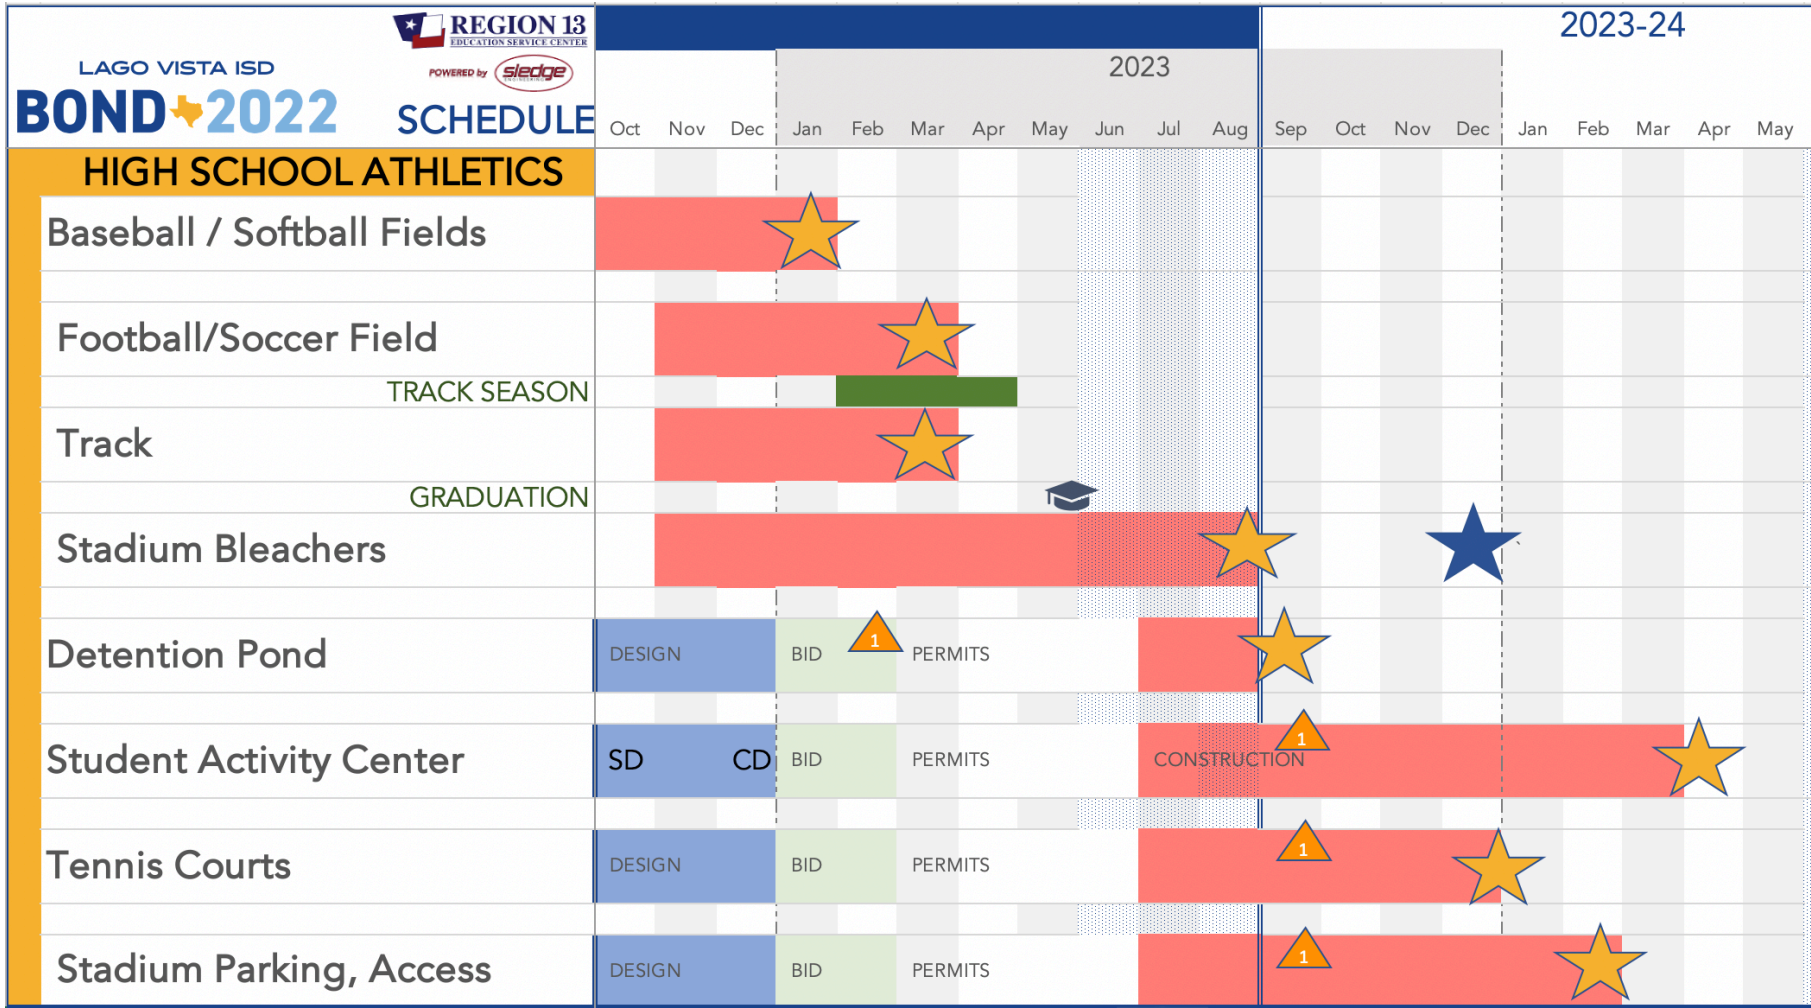 REGION 13
EDUCATION SERVICE CENTER
2023-24
LAGO VISTA ISD
POWERED by sledge
ENGINEERING
2023
BOND 2022
SCHEDULE
Oct Nov Dec Jan Feb Mar Apr May Jun Jul Aug Sep Oct Nov Dec Jan Feb Mar Apr May
HIGH SCHOOL ATHLETICS
Baseball / Softball Fields
Football/Soccer Field
TRACK SEASON
Track
GRADUATION
Stadium Bleachers
Detention Pond DESIGN BID 1 PERMITS
Student Activity Center SD CD BID PERMITS CONSTRUCTION 1
Tennis Courts DESIGN BID PERMITS 1
Stadium Parking, Access DESIGN BID PERMITS 1